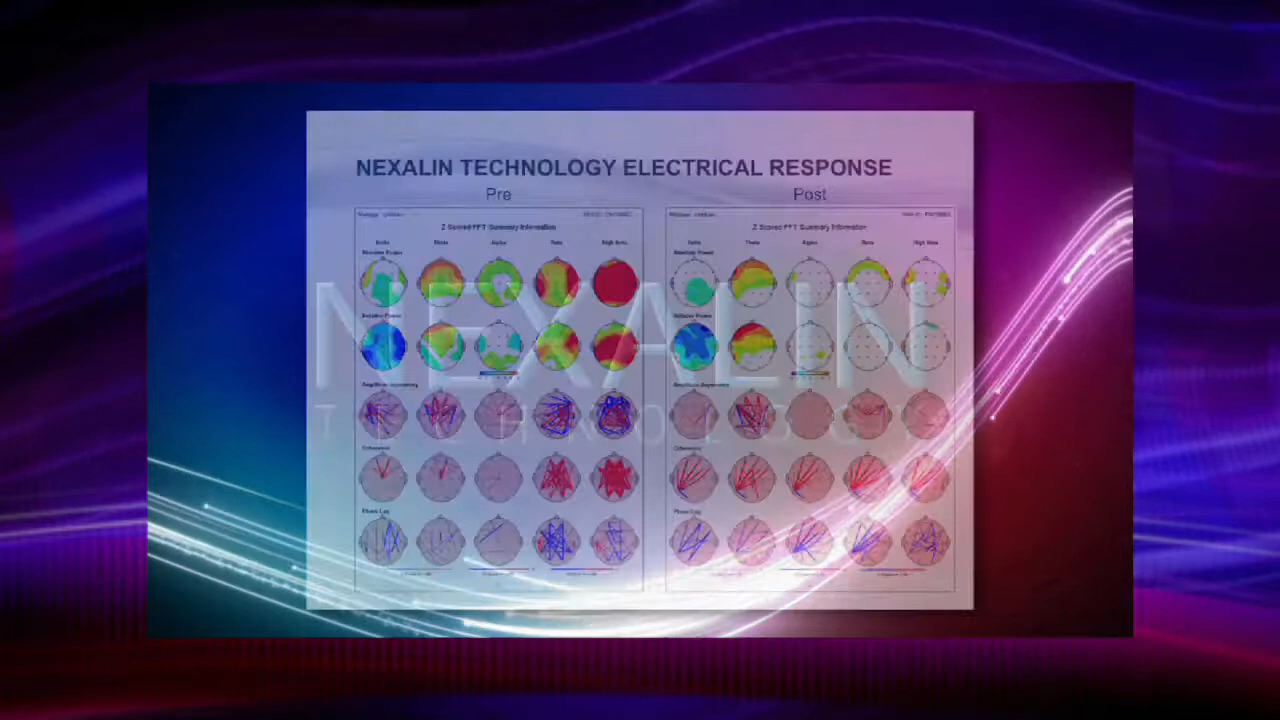 NEXALIN TECHNOLOGY ELECTRICAL RESPONSE
Pre
Post
Z Scored FFT Summary Information
Z Scored FFT Summary Information
Delta Theta Alpha Beta High Beta
Delta Theta Alpha Beta High Beta
Absolute Power
Absolute Power
NEXALIN
Relative Power
Relative Power
Amplitude Asymmetry
Amplitude Asymmetry
TECHNOLOGY
Coherence
Coherence
Phase Lag
Phase Lag